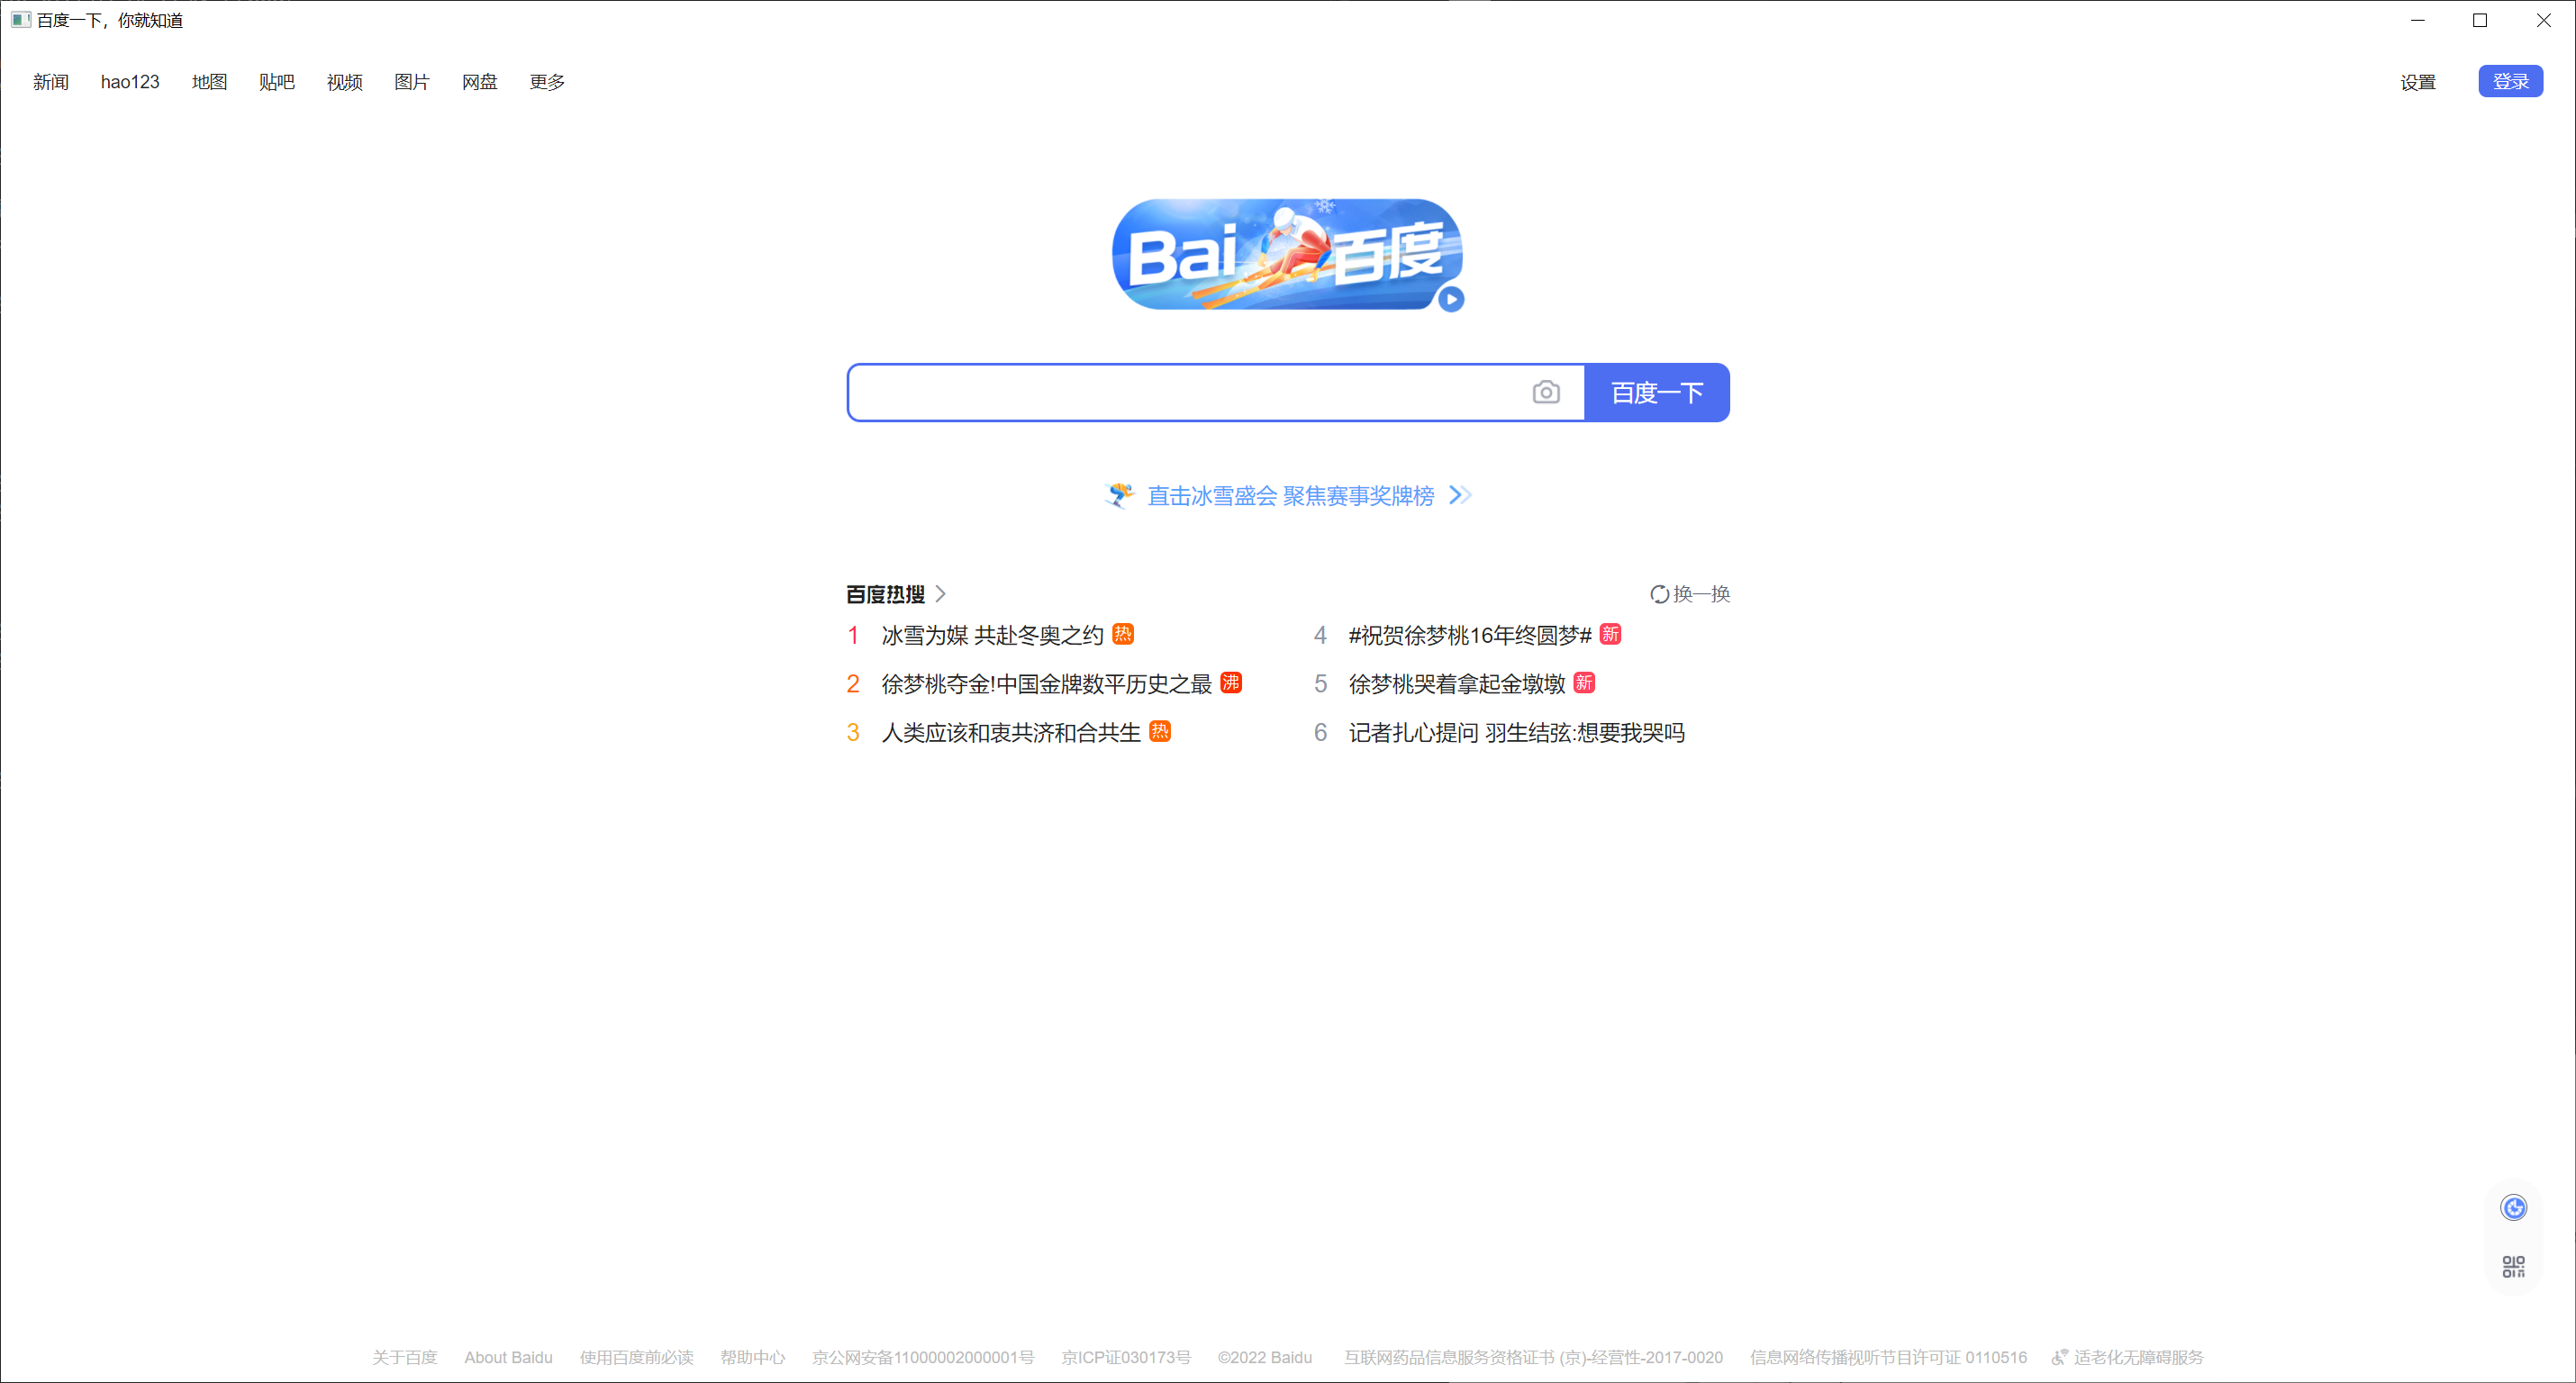 百度一下，你就知道
新闻 hao123 地图 贴吧 视频 图片 网盘 更多 设置 登录
Bai 百度
百度一下
直击冰雪盛会 聚焦赛事奖牌榜
百度热搜 换一换
1 冰雪为媒 共赴冬奥之约 热
2 徐梦桃夺金!中国金牌数平历史之最 沸
3 人类应该和衷共济和合共生 热
4 #祝贺徐梦桃16年终圆梦# 新
5 徐梦桃哭着拿起金墩墩 新
6 记者扎心提问 羽生结弦:想要我哭吗
关于百度 About Baidu 使用百度前必读 帮助中心 京公网安备11000002000001号 京ICP证030173号 ©2022 Baidu 互联网药品信息服务资格证书 (京)-经营性-2017-0020 信息网络传播视听节目许可证 0110516 适老化无障碍服务